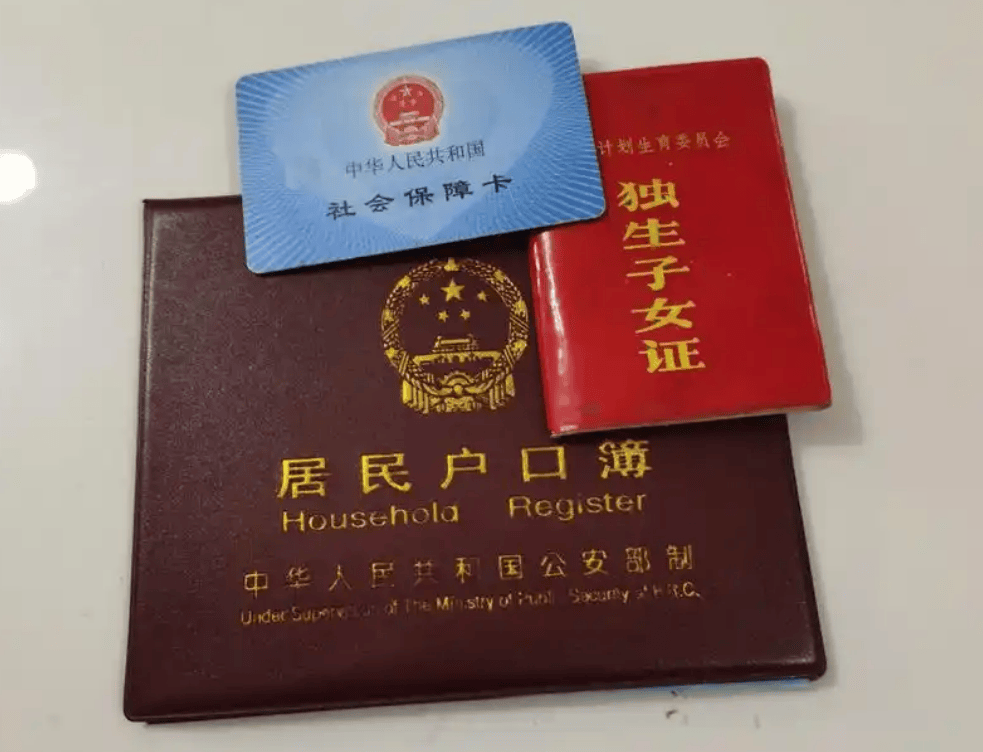 中华人民共和国
社会保障卡
计划生育委员会
独生子女证
居民户口簿
Household Register
中华人民共和国公安部制
Under Supervision of The Ministry of Public Security of P.R.C.